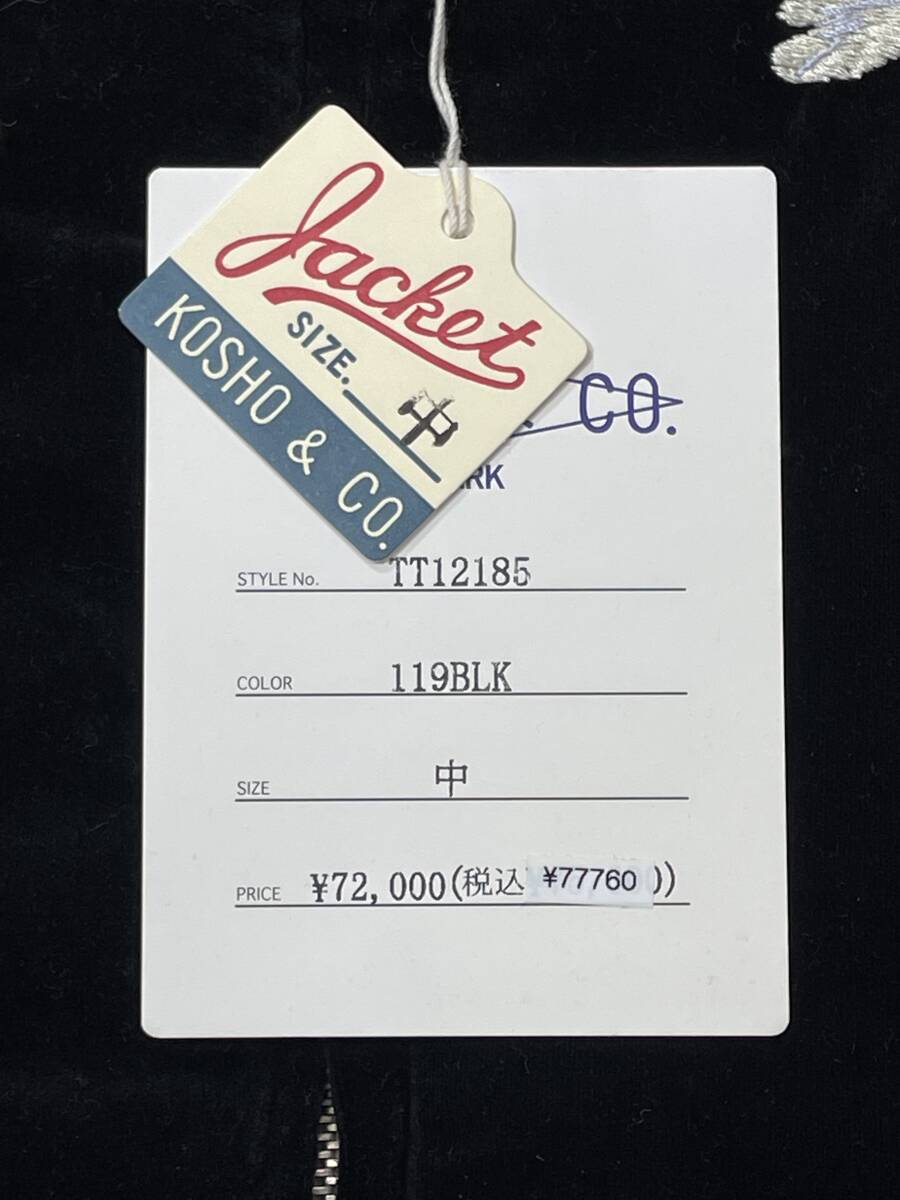 Jacket
SIZE. 中
KOSHO & CO.
CO.
RK
STYLE No. TT12185
COLOR 119BLK
SIZE 中
PRICE ¥72,000(税込 ¥77760 ))